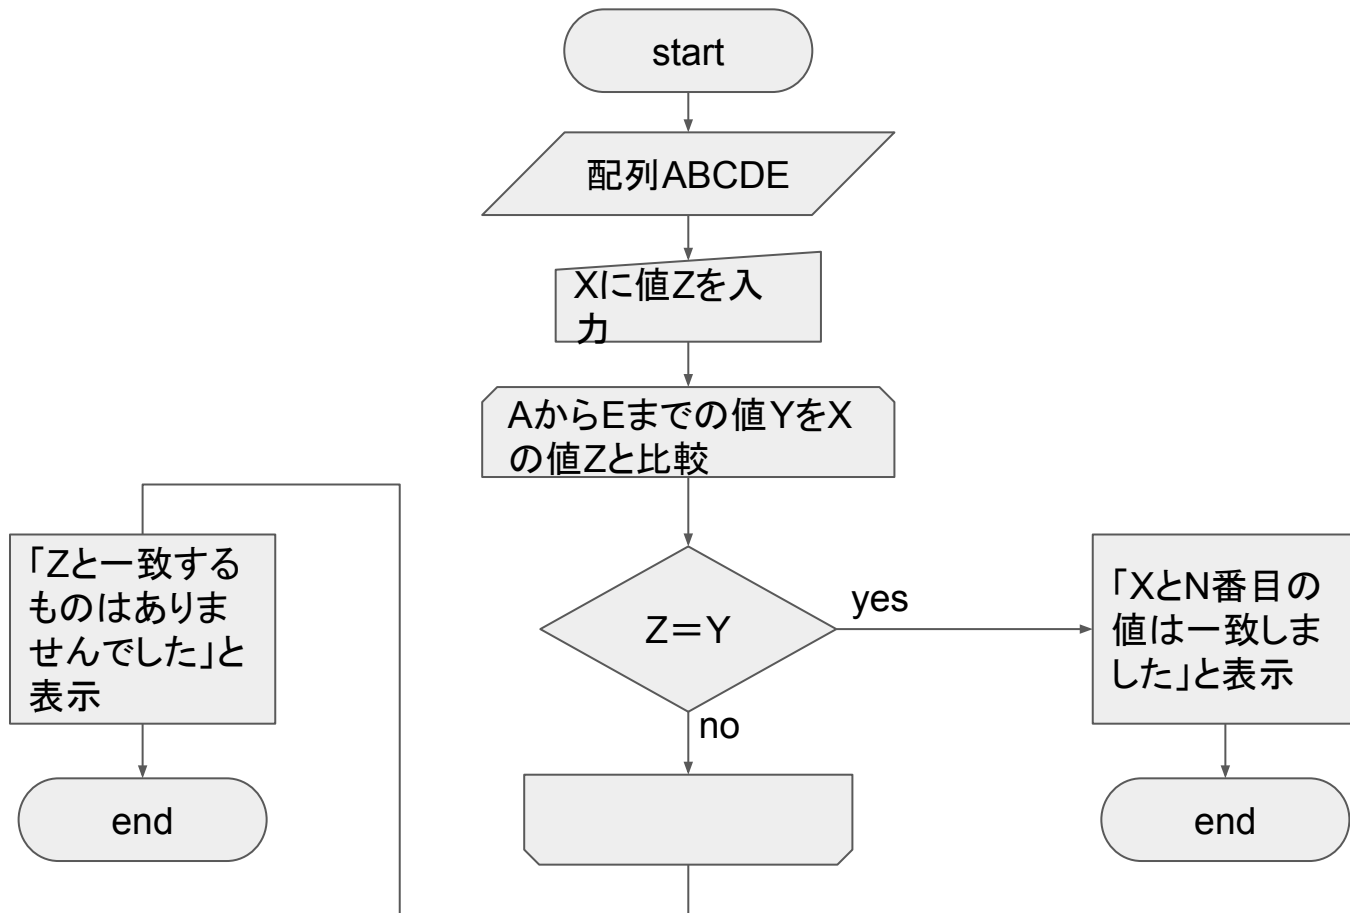 start
配列ABCDE
Xに値Zを入
力
AからEまでの値YをX
の値Zと比較
「Zと一致する
ものはありま
せんでした」と
表示
Z＝Y
yes
「XとN番目の
値は一致しま
した」と表示
no
end
end